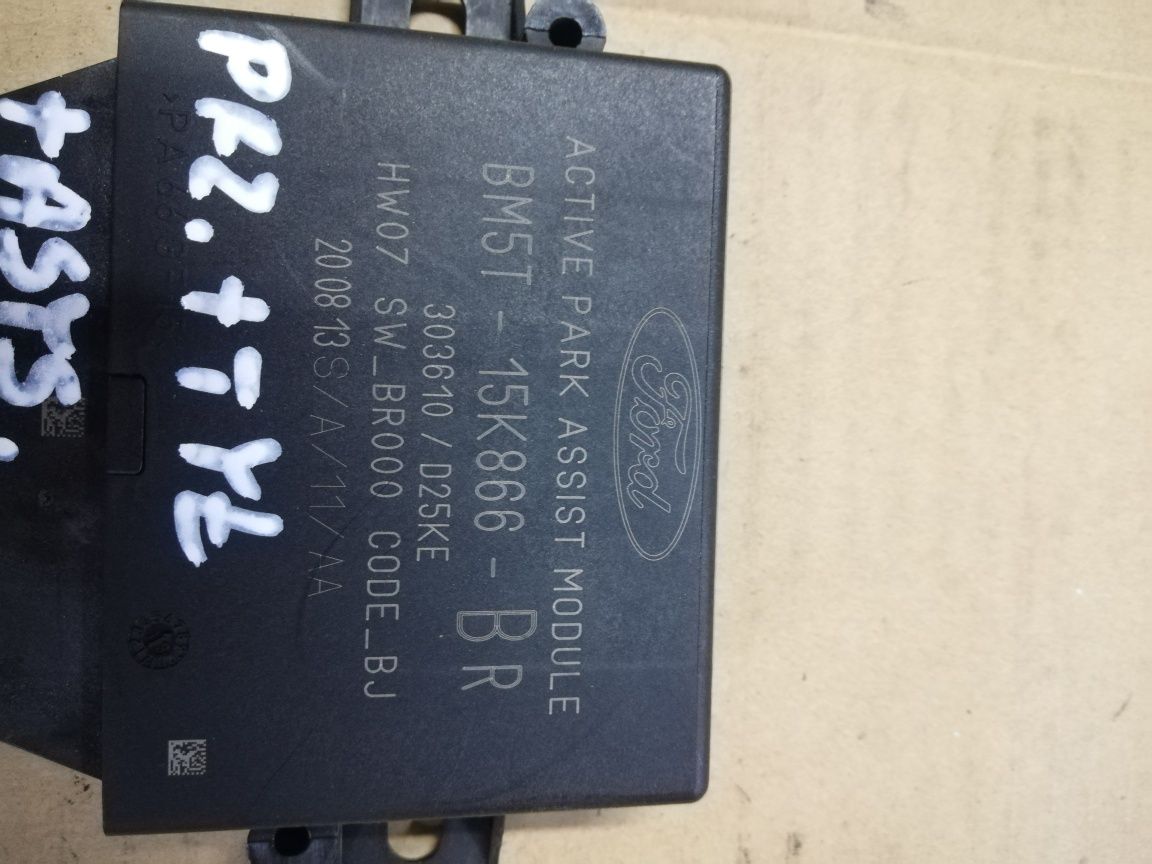 Ford
ACTIVE PARK ASSIST MODULE
BM5T - 15K866 - BR
303610 / D25KE
HW07 SW_BR000 CODE_BJ
200813S/A/11/AA
PRZ. + TYŁ
+ASYS.